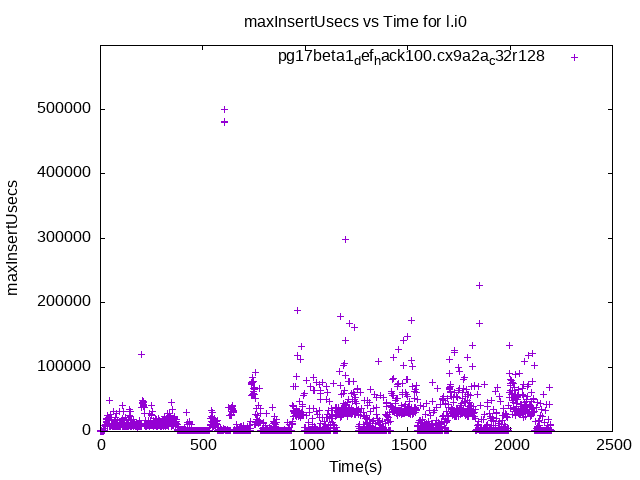 maxInsertUsecs vs Time for l.i0
pg17beta1def_hack100.cx9a2a_c32r128
500000
400000
300000
200000
100000
0
maxInsertUsecs
0 500 1000 1500 2000 2500
Time(s)